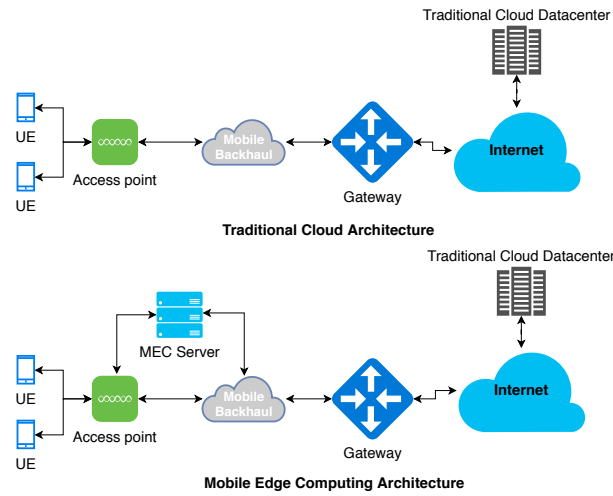 Traditional Cloud Datacenter
UE
UE
Access point
Mobile
Backhaul
Gateway
Internet
Traditional Cloud Architecture
Traditional Cloud Datacenter
MEC Server
UE
UE
Access point
Mobile
Backhaul
Gateway
Internet
Mobile Edge Computing Architecture